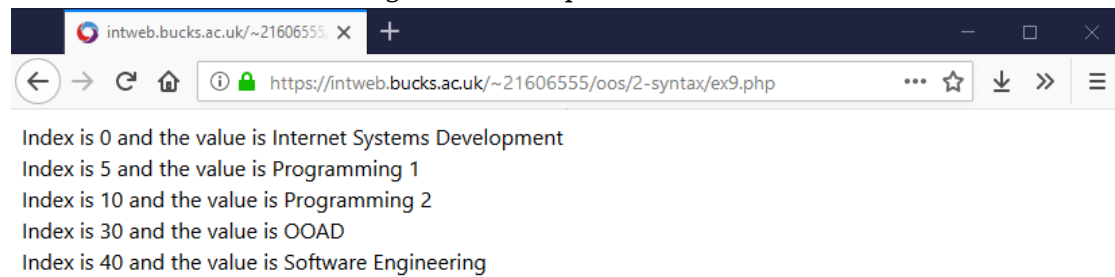 intweb.bucks.ac.uk/~21606555
https://intweb.bucks.ac.uk/~21606555/oos/2-syntax/ex9.php
Index is 0 and the value is Internet Systems Development
Index is 5 and the value is Programming 1
Index is 10 and the value is Programming 2
Index is 30 and the value is OOAD
Index is 40 and the value is Software Engineering